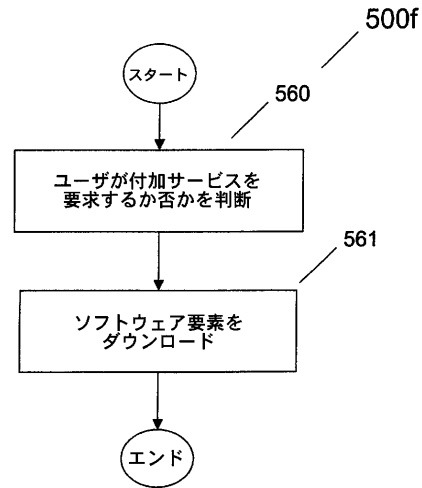 500f
スタート
560
ユーザが付加サービスを
要求するか否かを判断
561
ソフトウェア要素を
ダウンロード
エンド